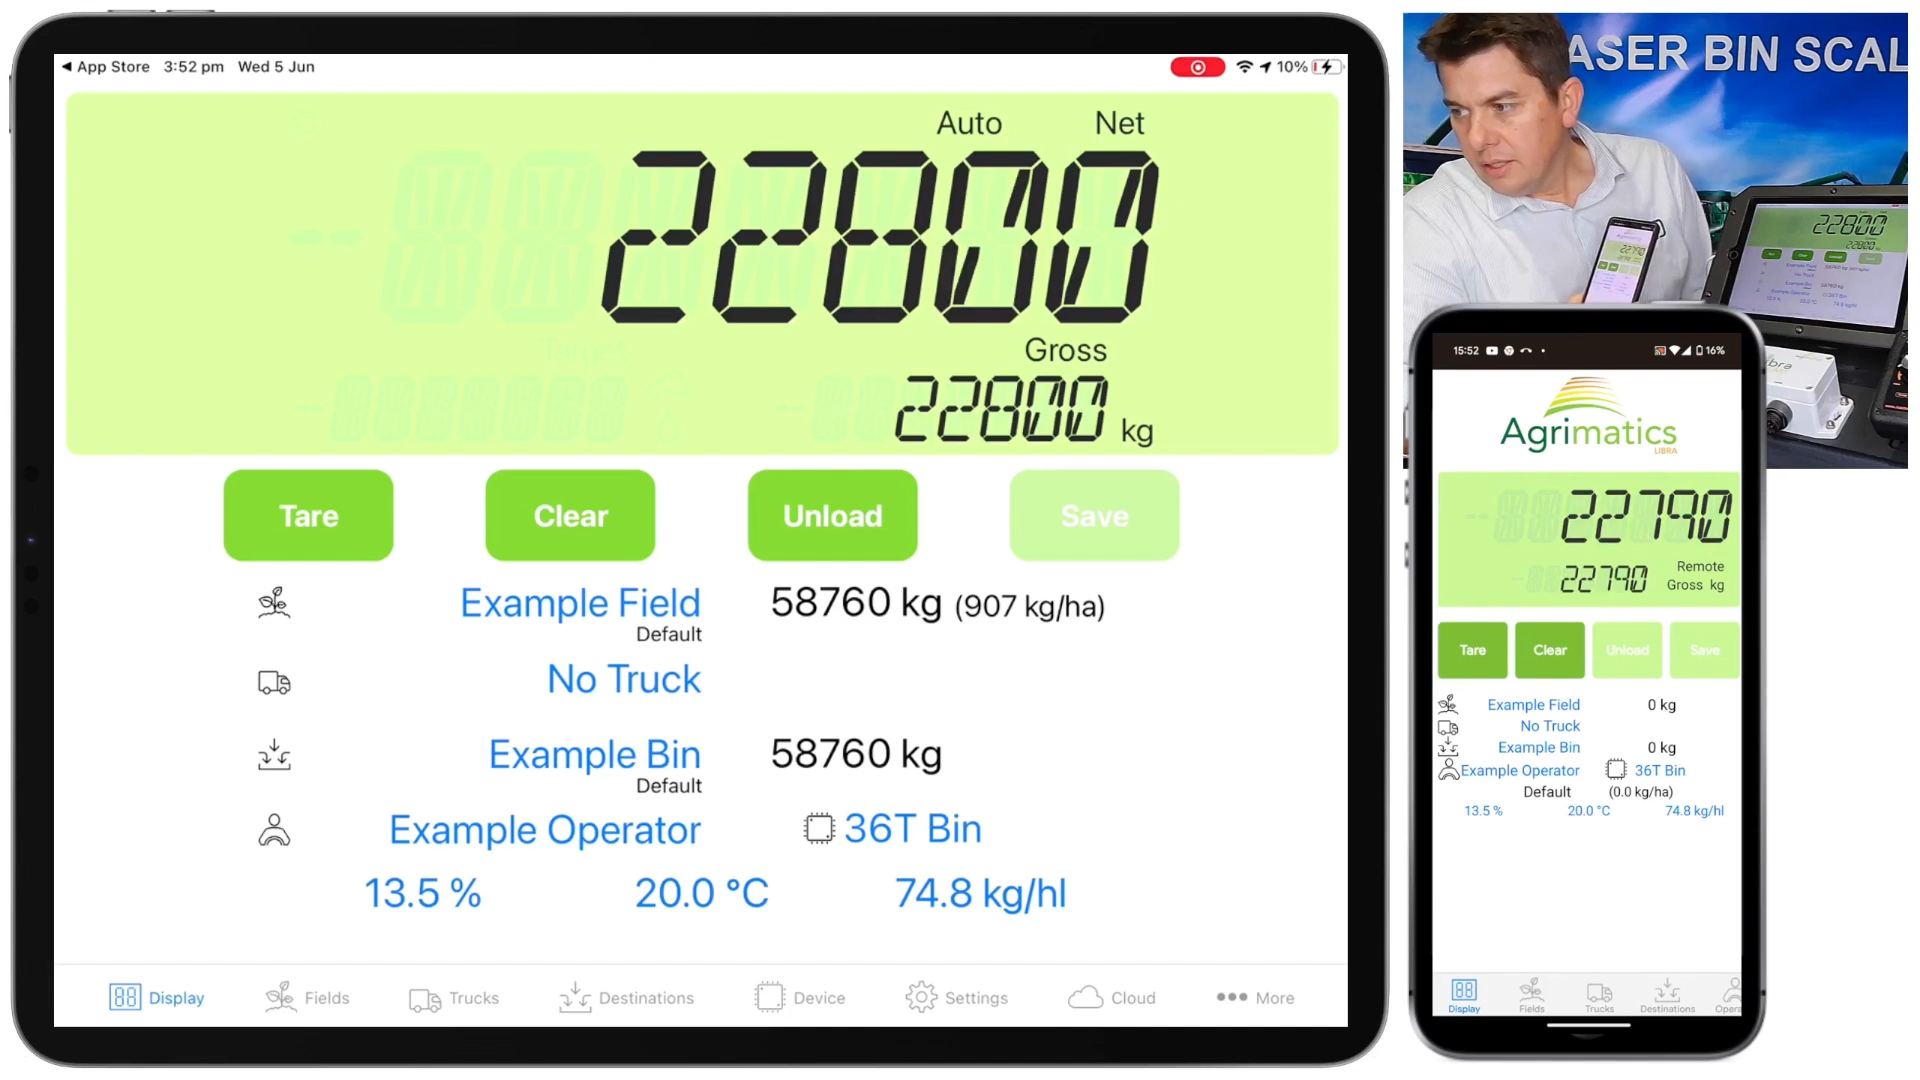 ◀ App Store 3:52 pm Wed 5 Jun
10%
Auto Net
22800
Gross
22800 kg
Tare Clear Unload Save
Example Field 58760 kg (907 kg/ha)
Default
No Truck
Example Bin 58760 kg
Default
Example Operator 36T Bin
13.5 % 20.0 °C 74.8 kg/hl
Display Fields Trucks Destinations Device Settings Cloud More
ASER BIN SCAL
22800
22800
15:52 16%
Agrimatics
LIBRA
22790
Remote
22790 Gross kg
Tare Clear Unload Save
Example Field 0 kg
No Truck
Example Bin 0 kg
Example Operator 36T Bin
Default (0.0 kg/ha)
13.5 % 20.0 °C 74.8 kg/hl
Display Fields Trucks Destinations Opera